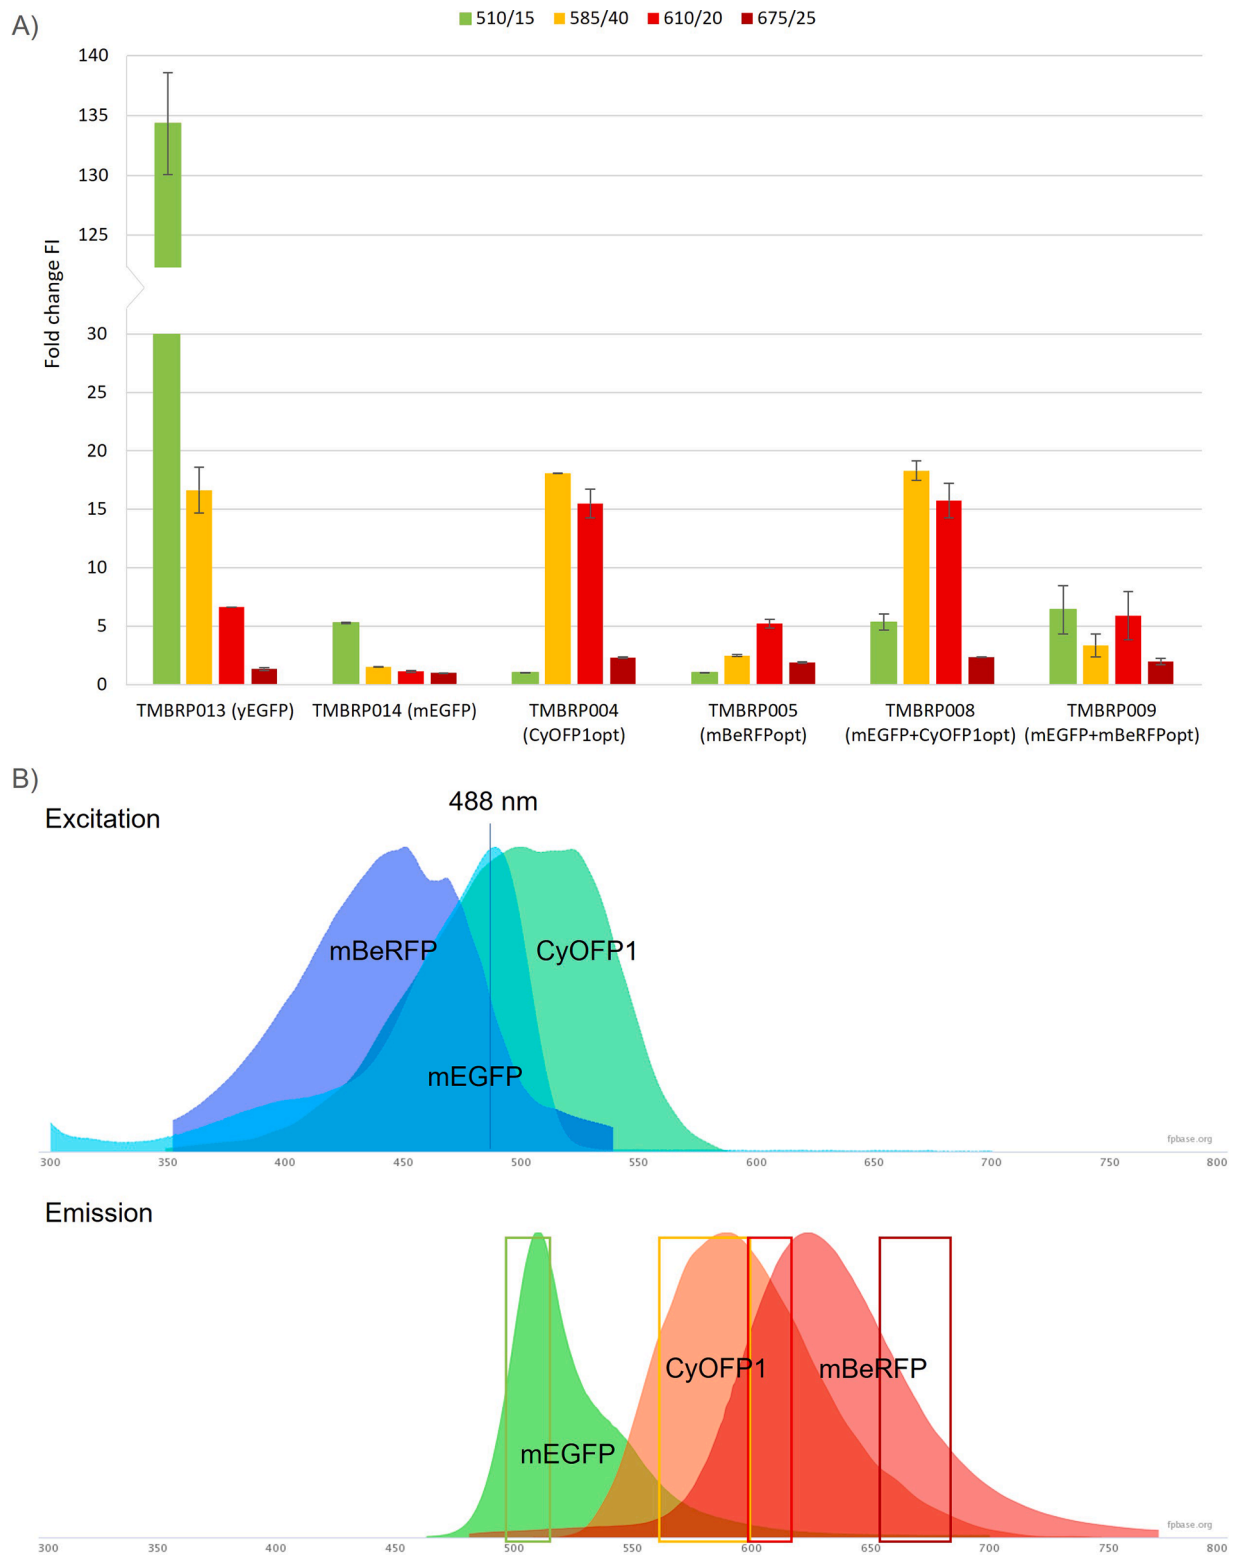 A)
510/15 585/40 610/20 675/25
140
135
130
125
30
25
20
15
10
5
0
Fold change FI
TMBRP013 (yEGFP) TMBRP014 (mEGFP) TMBRP004 TMBRP005 TMBRP008 TMBRP009
(CyOFP1opt) (mBeRFPopt) (mEGFP+CyOFP1opt) (mEGFP+mBeRFPopt)
B)
488 nm
Excitation
mBeRFP CyOFP1
mEGFP
fpbase.org
300 350 400 450 500 550 600 650 700 750 800
Emission
CyOFP1 mBeRFP
mEGFP
fpbase.org
300 350 400 450 500 550 600 650 700 750 800